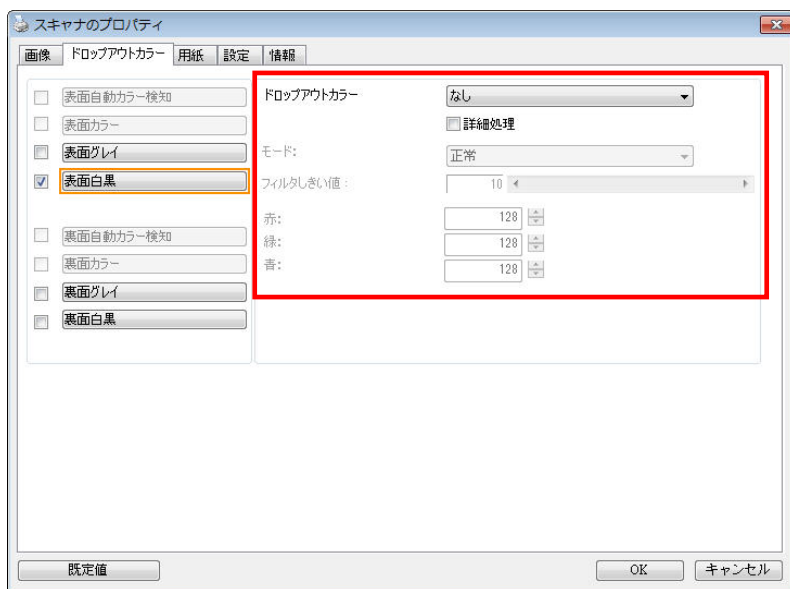 スキャナのプロパティ
画像 ドロップアウトカラー 用紙 設定 情報
表面自動カラー検知
表面カラー
表面グレイ
表面白黒
裏面自動カラー検知
裏面カラー
裏面グレイ
裏面白黒
ドロップアウトカラー なし
詳細処理
モード: 正常
フィルタしきい値: 10
赤: 128
緑: 128
青: 128
既定値 OK キャンセル